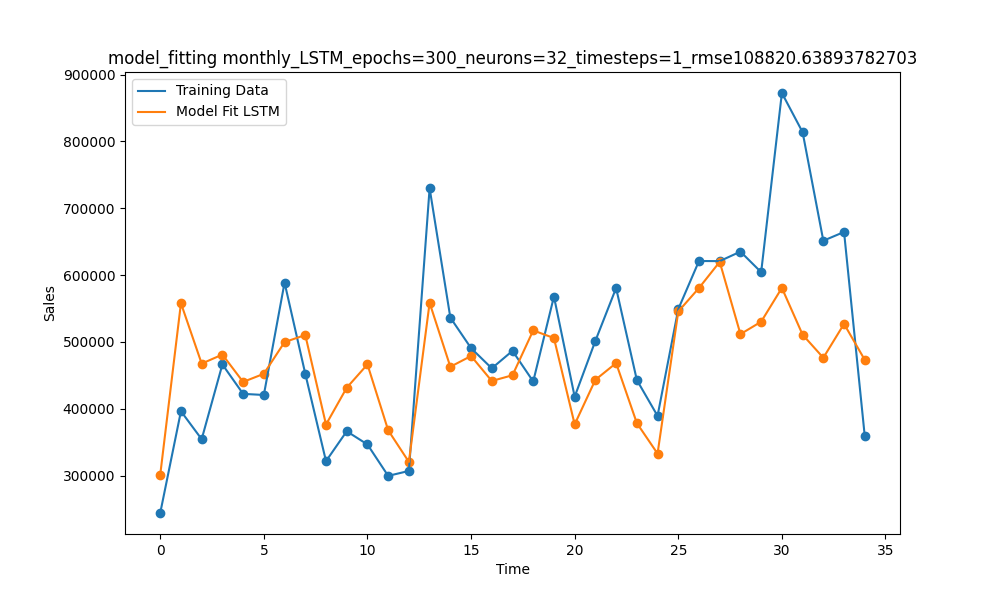 model_fitting monthly_LSTM_epochs=300_neurons=32_timesteps=1_rmse108820.63893782703
Training Data
Model Fit LSTM
900000
800000
700000
600000
500000
400000
300000
Sales
0 5 10 15 20 25 30 35
Time